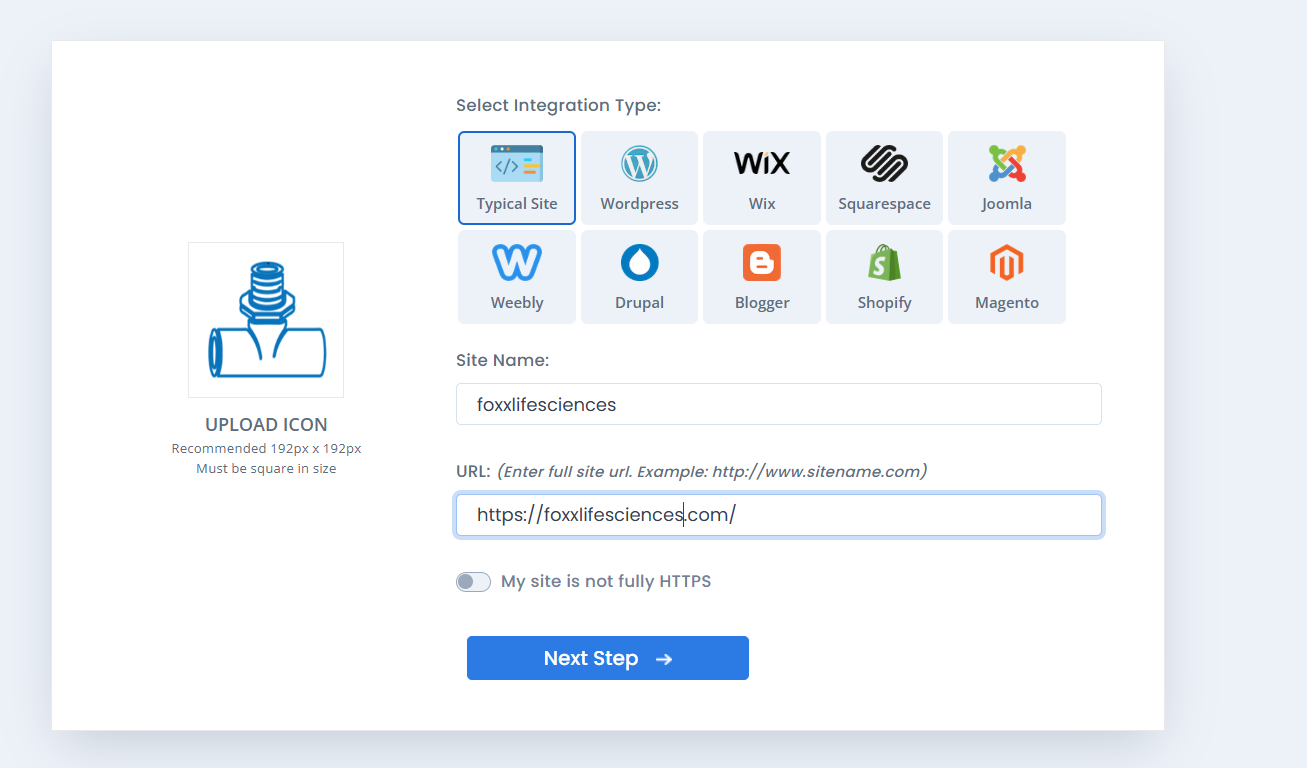 Select Integration Type:
Typical Site
Wordpress
WiX
Wix
Squarespace
Joomla
Weebly
Drupal
Blogger
Shopify
Magento
UPLOAD ICON
Recommended 192px x 192px
Must be square in size
Site Name:
foxxlifesciences
URL: (Enter full site url. Example: http://www.sitename.com)
https://foxxlifesciences.com/
My site is not fully HTTPS
Next Step →